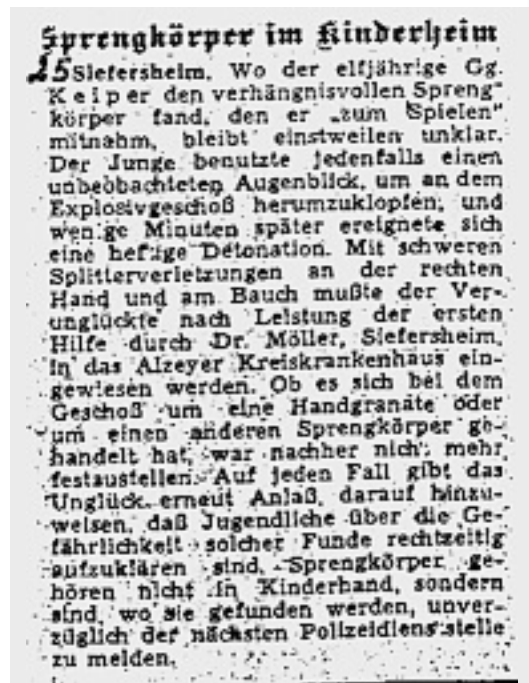 Sprengkörper im Kinderheim
25 Siefersheim. Wo der elfjährige Gg.
Keiper den verhängnisvollen Spreng-
körper fand, den er „zum Spielen“
mitnahm, bleibt einstweilen unklar.
Der Junge benutzte jedenfalls einen
unbeobachteten Augenblick, um an dem
Explosivgeschoß herumzuklopfen, und
wenige Minuten später ereignete sich
eine heftige Detonation. Mit schweren
Splitterverletzungen an der rechten
Hand und am Bauch mußte der Ver-
unglückte nach Leistung der ersten
Hilfe durch Dr. Möller, Siefersheim,
in das Alzeyer Kreiskrankenhaus ein-
gewiesen werden. Ob es sich bei dem
Geschoß um eine Handgranate oder
um einen anderen Sprengkörper ge-
handelt hat, war nachher nicht mehr
festzustellen. Auf jeden Fall gibt das
Unglück erneut Anlaß, darauf hinzu-
weisen, daß Jugendliche über die Ge-
fährlichkeit solcher Funde rechtzeitig
aufzuklären sind. Sprengkörper ge-
hören nicht in Kinderhand, sondern
sind, wo sie gefunden werden, unver-
züglich der nächsten Polizeidienststelle
zu melden.